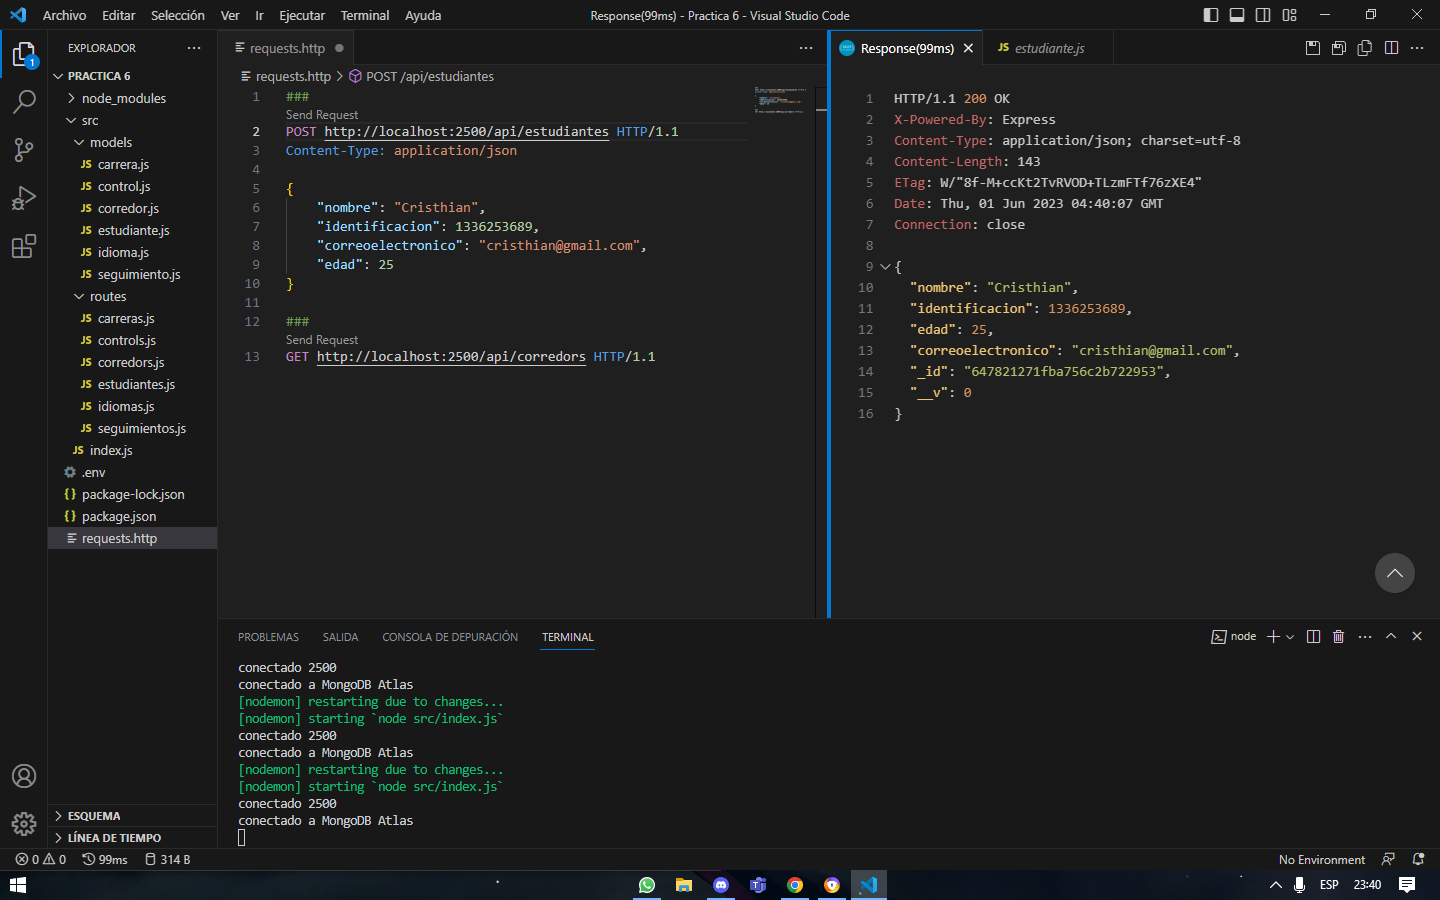 Archivo Editar Selección Ver Ir Ejecutar Terminal Ayuda
Response(99ms) - Practica 6 - Visual Studio Code
EXPLORADOR
PRACTICA 6
node_modules
src
models
JS carrera.js
JS control.js
JS corredor.js
JS estudiante.js
JS idioma.js
JS seguimiento.js
routes
JS carreras.js
JS controls.js
JS corredors.js
JS estudiantes.js
JS idiomas.js
JS seguimientos.js
JS index.js
.env
{} package-lock.json
{} package.json
requests.http
ESQUEMA
LÍNEA DE TIEMPO
1
requests.http
requests.http > POST /api/estudiantes
1 ###
Send Request
2 POST http://localhost:2500/api/estudiantes HTTP/1.1
3 Content-Type: application/json
4
5 {
6 "nombre": "Cristhian",
7 "identificacion": 1336253689,
8 "correoelectronico": "cristhian@gmail.com",
9 "edad": 25
10 }
11
12 ###
Send Request
13 GET http://localhost:2500/api/corredors HTTP/1.1
Response(99ms)
JS estudiante.js
1 HTTP/1.1 200 OK
2 X-Powered-By: Express
3 Content-Type: application/json; charset=utf-8
4 Content-Length: 143
5 ETag: W/"8f-M+ccKt2TvRVOD+TLzmFTf76zXE4"
6 Date: Thu, 01 Jun 2023 04:40:07 GMT
7 Connection: close
8
9 {
10 "nombre": "Cristhian",
11 "identificacion": 1336253689,
12 "edad": 25,
13 "correoelectronico": "cristhian@gmail.com",
14 "_id": "647821271fba756c2b722953",
15 "__v": 0
16 }
PROBLEMAS SALIDA CONSOLA DE DEPURACIÓN TERMINAL
node
conectado 2500
conectado a MongoDB Atlas
[nodemon] restarting due to changes...
[nodemon] starting `node src/index.js`
conectado 2500
conectado a MongoDB Atlas
[nodemon] restarting due to changes...
[nodemon] starting `node src/index.js`
conectado 2500
conectado a MongoDB Atlas
0 0 99ms 314 B
No Environment
ESP 23:40